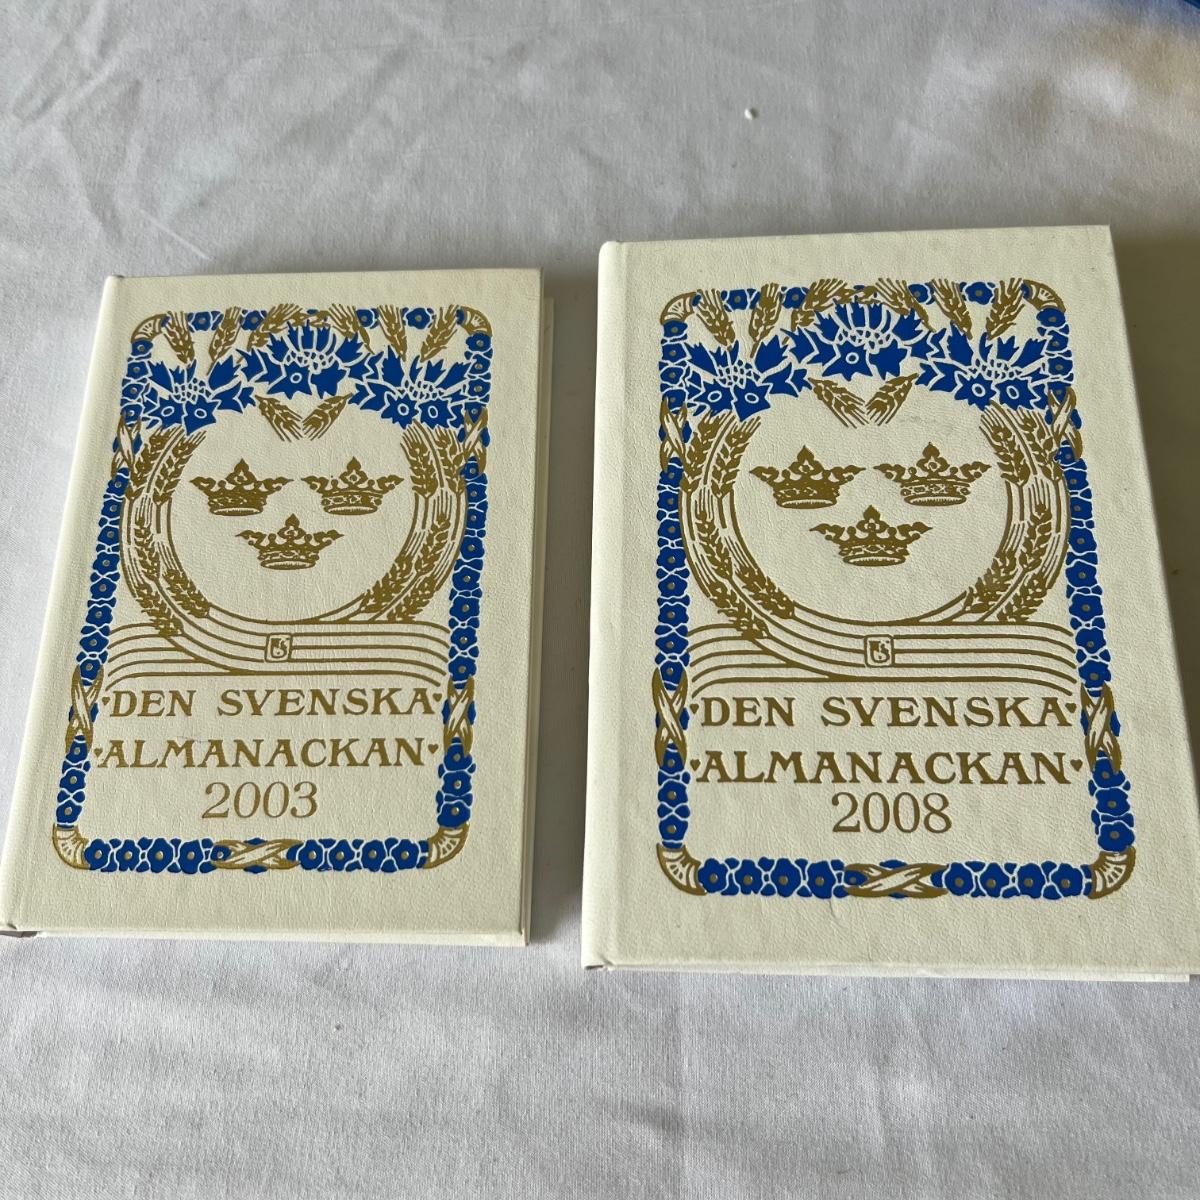 DEN SVENSKA
ALMANACKAN
2003
DEN SVENSKA
ALMANACKAN
2008